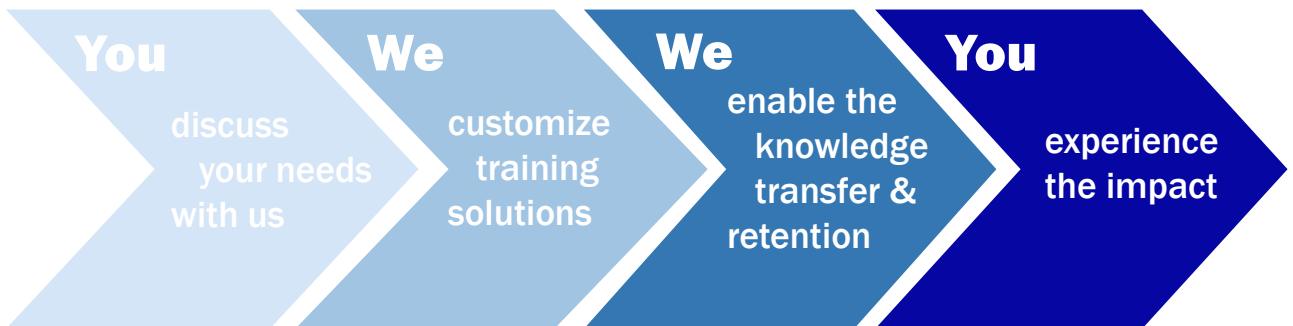 You
discuss
your needs
with us
We
customize
training
solutions
We
enable the
knowledge
transfer &
retention
You
experience
the impact